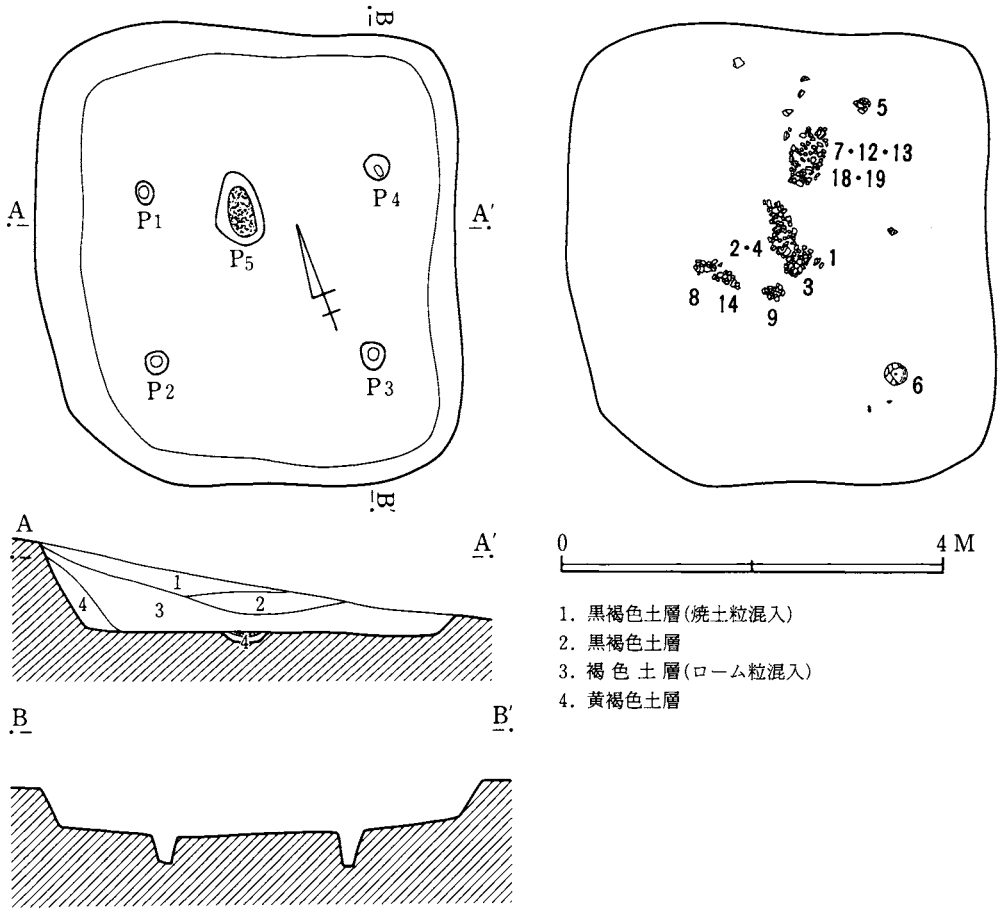 B
B'
A
A'
P1
P2
P3
P4
P5
5
7・12・13
18・19
2・4
1
3
8
14
9
6
A
A'
1
2
3
4
4
B
B'
0
4 M
1. 黒褐色土層(焼土粒混入)
2. 黒褐色土層
3. 褐色土層(ローム粒混入)
4. 黄褐色土層